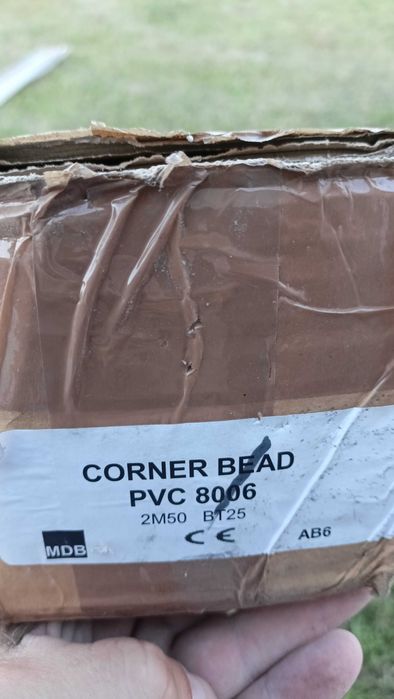 CORNER BEAD
PVC 8006
2M50 BT25
CE
AB6
MDB